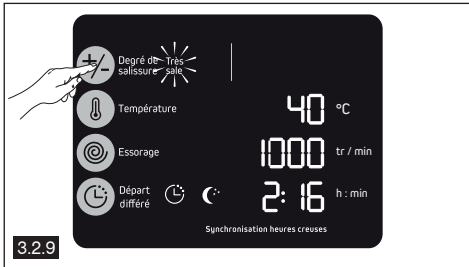 +/-
Degré de
salissure
Très
sale
Température
40 °C
Essorage
1000 tr / min
Départ
différé
2:16 h : min
Synchronisation heures creuses
3.2.9